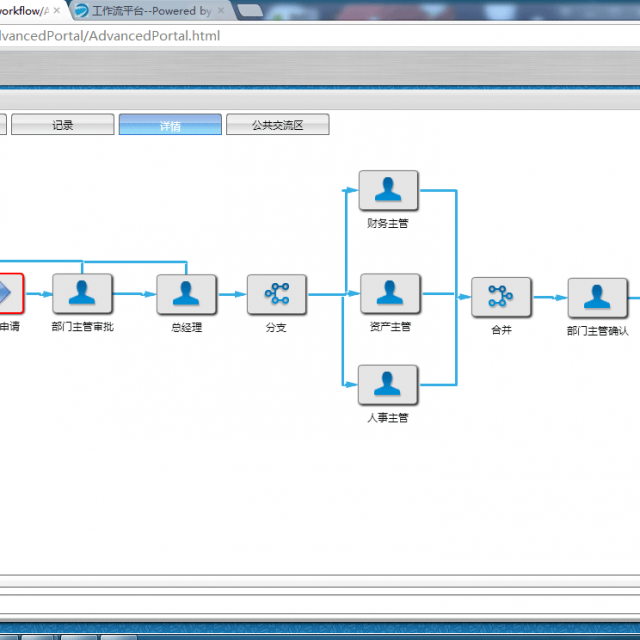 workflow/A
工作流平台--Powered by
lvancedPortal/AdvancedPortal.html
记录
详情
公共交流区
财务主管
申请
部门主管审批
总经理
分支
资产主管
合并
部门主管确认
人事主管